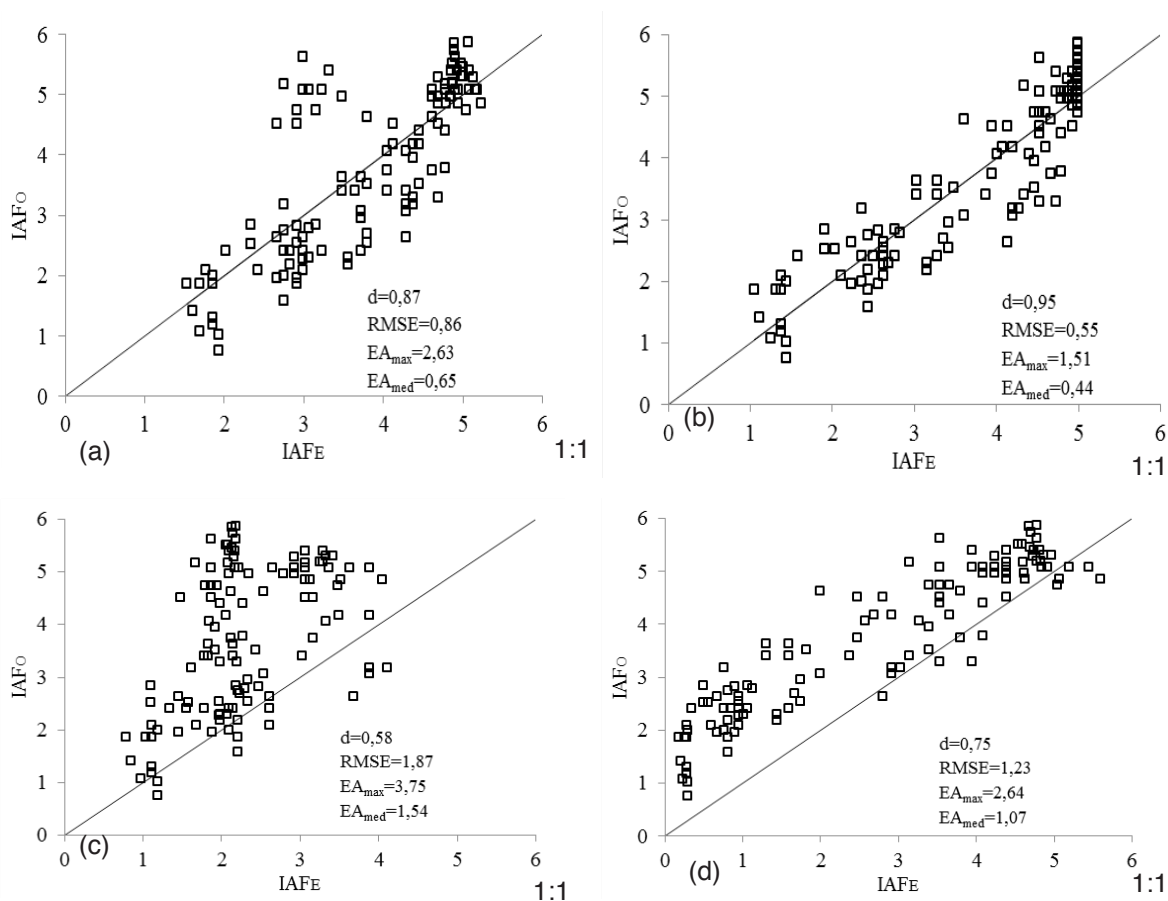 6
5
4
3
2
1
0
IAFO
d=0,87
RMSE=0,86
EAmax=2,63
EAmed=0,65
0 1 2 3 4 5 6
(a)
IAFE
1:1
6
5
4
3
2
1
0
IAFO
d=0,95
RMSE=0,55
EAmax=1,51
EAmed=0,44
0 1 2 3 4 5 6
(b)
IAFE
1:1
6
5
4
3
2
1
0
IAFO
d=0,58
RMSE=1,87
EAmax=3,75
EAmed=1,54
(c)
0 1 2 3 4 5 6
IAFE
1:1
6
5
4
3
2
1
0
IAFO
d=0,75
RMSE=1,23
EAmax=2,64
EAmed=1,07
0 1 2 3 4 5 6
(d)
IAFE
1:1